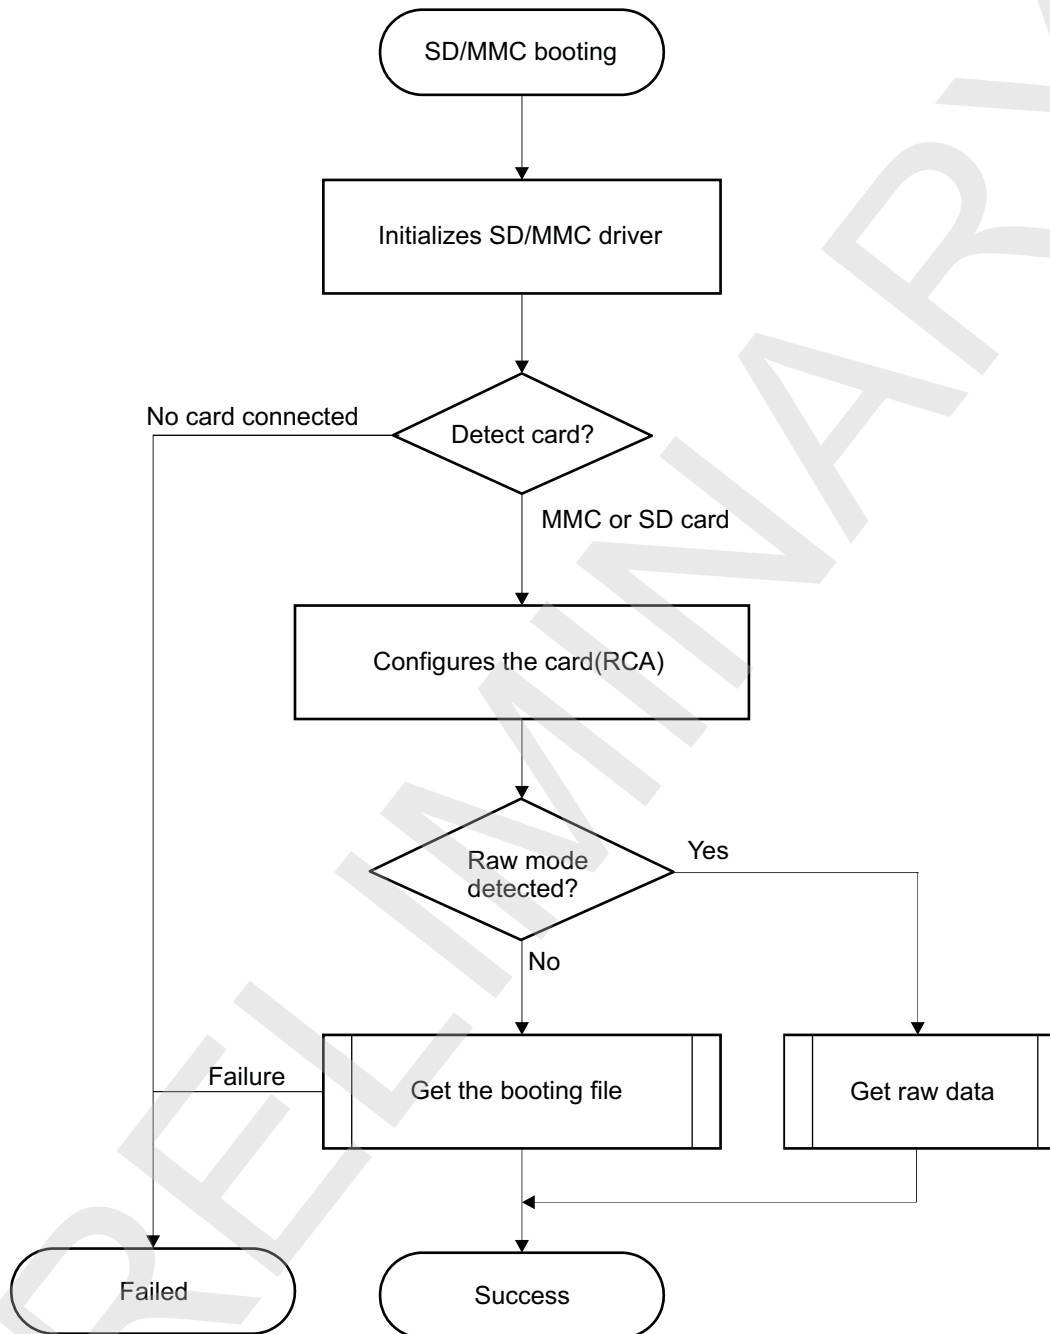 SD/MMC booting
Initializes SD/MMC driver
No card connected
Detect card?
MMC or SD card
Configures the card(RCA)
Raw mode
detected?
Yes
No
Failure
Get the booting file
Get raw data
Failed
Success
RELIMINARY